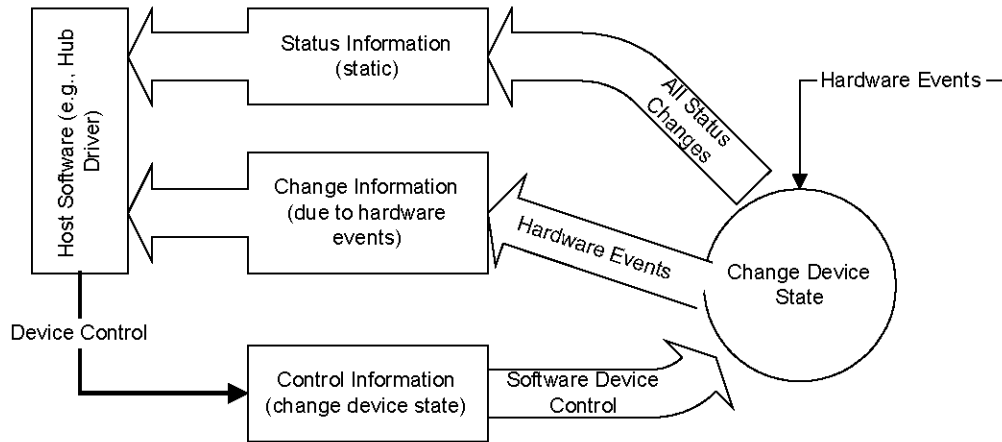 Host Software (e.g., Hub
Driver)
Status Information
(static)
All Status
Changes
Hardware Events
Change Information
(due to hardware
events)
Hardware Events
Change Device
State
Device Control
Control Information
(change device state)
Software Device
Control